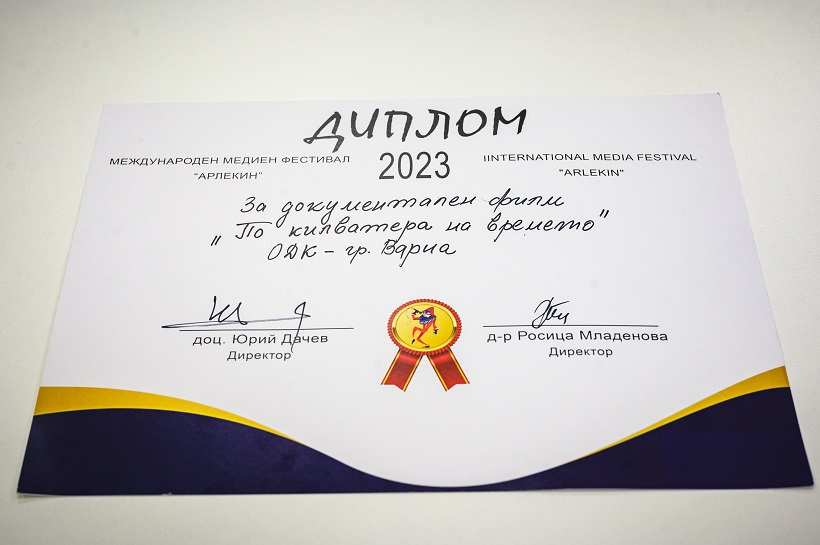 ДИПЛОМ
МЕЖДУНАРОДЕН МЕДИЕН ФЕСТИВАЛ
"АРЛЕКИН"
2023
IINTERNATIONAL MEDIA FESTIVAL
"ARLEKIN"
За документален филм
„По килватера на времето"
ОДК - гр. Варна
доц. Юрий Дачев
Директор
д-р Росица Младенова
Директор